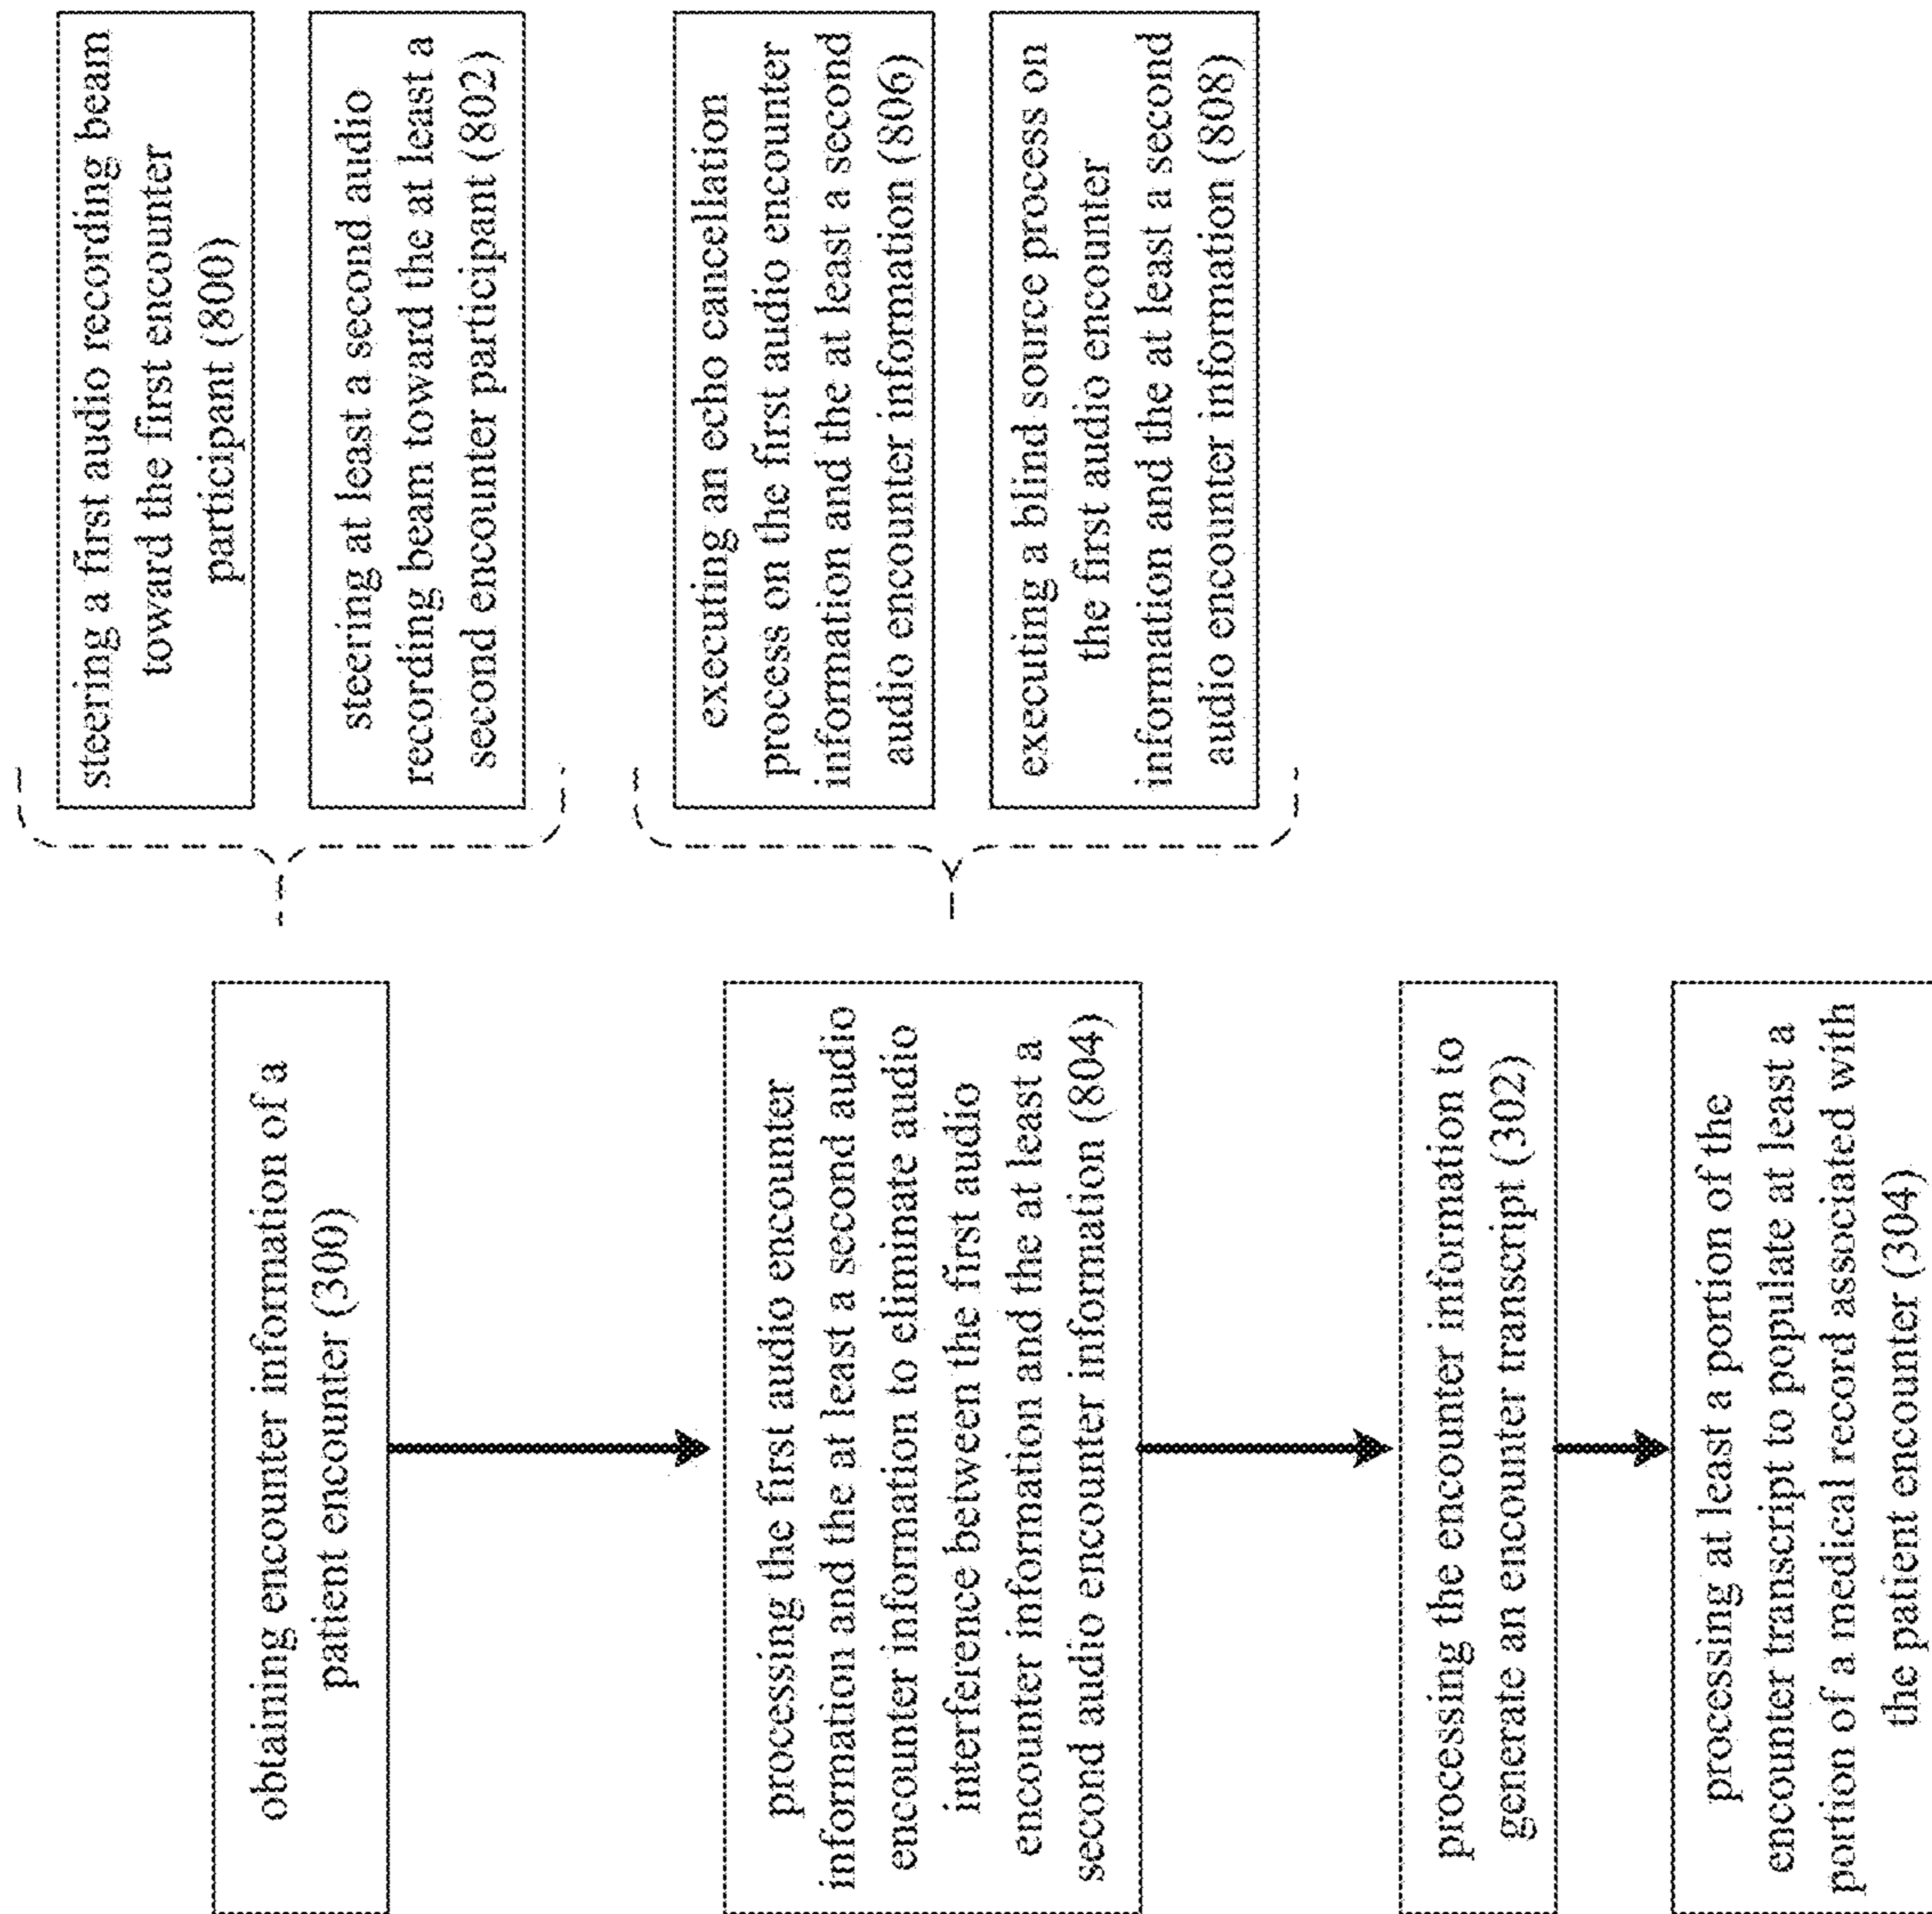 obtaining encounter information of a
patient encounter (300)
steering a first audio recording beam
toward the first encounter
participant (800)
steering at least a second audio
recording beam toward the at least a
second encounter participant (802)
processing the first audio encounter
information and the at least a second audio
encounter information to eliminate audio
interference between the first audio
encounter information and the at least a
second audio encounter information (804)
executing an echo cancellation
process on the first audio encounter
information and the at least a second
audio encounter information (806)
executing a blind source process on
the first audio encounter
information and the at least a second
audio encounter information (808)
processing the encounter information to
generate an encounter transcript (302)
processing at least a portion of the
encounter transcript to populate at least a
portion of a medical record associated with
the patient encounter (304)